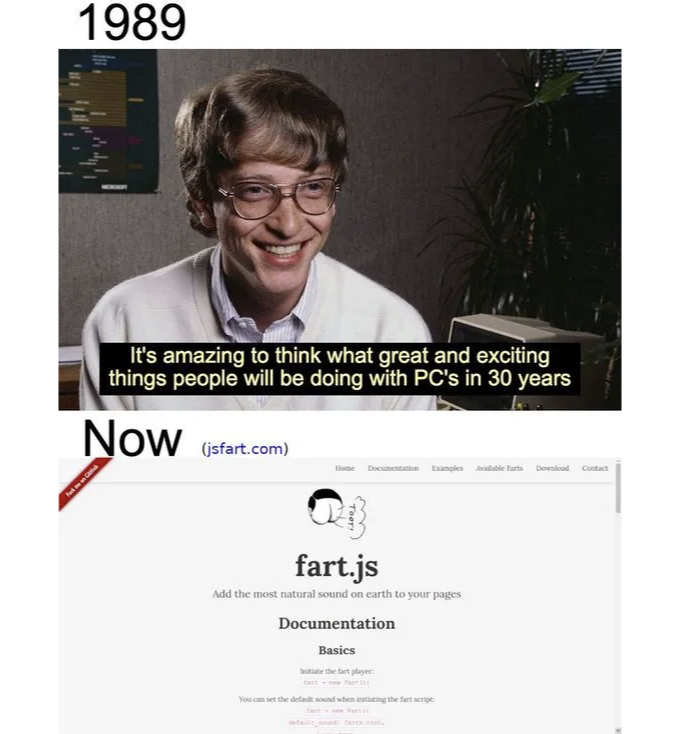 1989
MICROSOFT
It's amazing to think what great and exciting
things people will be doing with PC's in 30 years
Now (jsfart.com)
Fork me on GitHub
Home Documentation Examples Available Farts Download Contact
TOOT!
fart.js
Add the most natural sound on earth to your pages
Documentation
Basics
Initiate the fart player:
fart = new Fart();
You can set the default sound when initiating the fart script:
fart = new Fart({
default_sound: farts.toot,